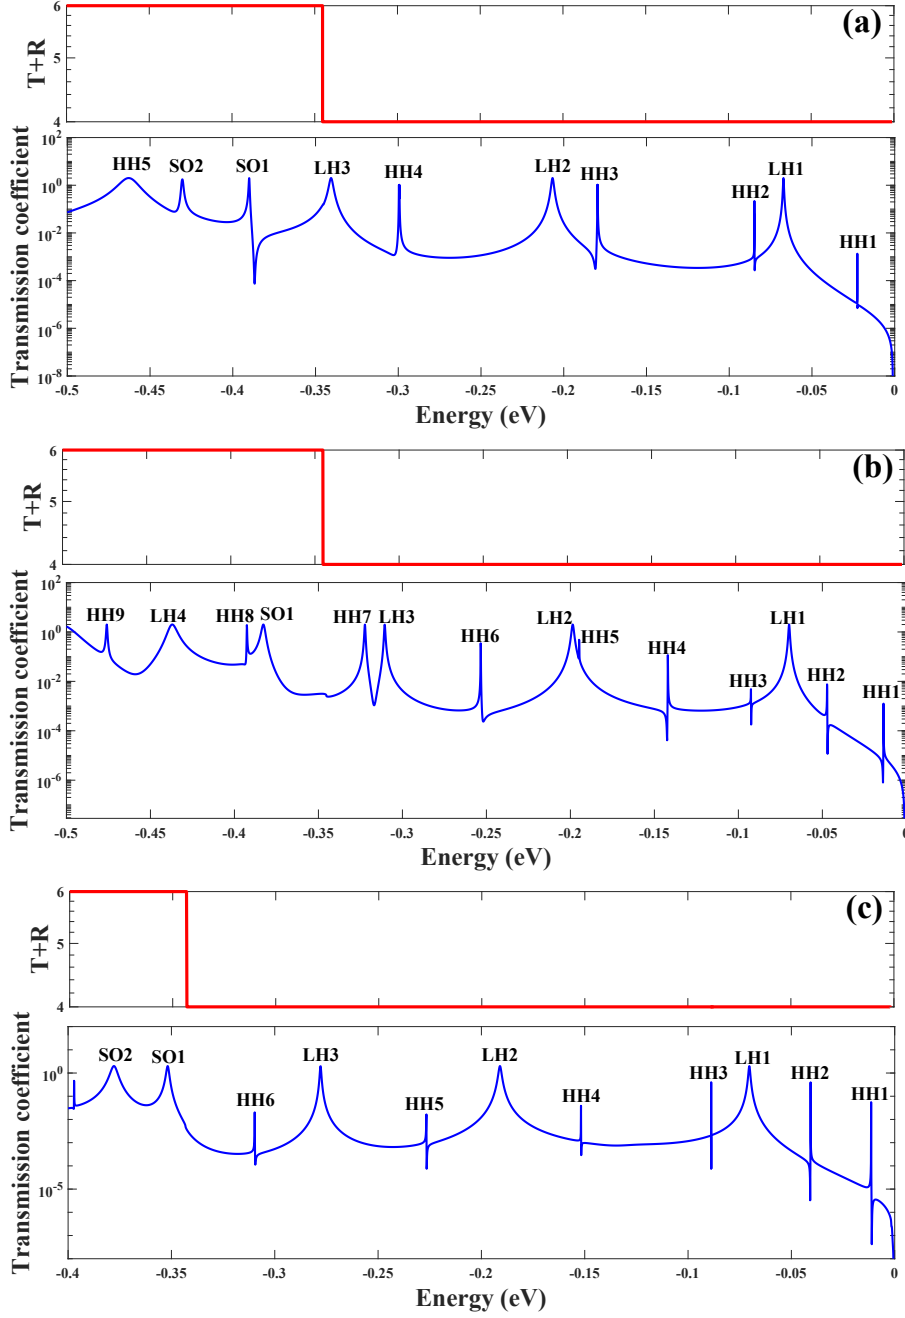 6
(a)
T+R
5
4
Transmission coefficient
10^2
HH5 SO2 SO1 LH3 HH4 LH2 HH3 HH2 LH1 HH1
10^0
10^-2
10^-4
10^-6
10^-8
-0.5 -0.45 -0.4 -0.35 -0.3 -0.25 -0.2 -0.15 -0.1 -0.05 0
Energy (eV)
6
(b)
T+R
5
4
Transmission coefficient
10^2
HH9 LH4 HH8 SO1 HH7 LH3 HH6 LH2 HH5 HH4 HH3 LH1 HH2 HH1
10^0
10^-2
10^-4
10^-6
-0.5 -0.45 -0.4 -0.35 -0.3 -0.25 -0.2 -0.15 -0.1 -0.05 0
Energy (eV)
6
(c)
T+R
5
4
Transmission coefficient
SO2 SO1 HH6 LH3 HH5 LH2 HH4 HH3 LH1 HH2 HH1
10^0
10^-5
-0.4 -0.35 -0.3 -0.25 -0.2 -0.15 -0.1 -0.05 0
Energy (eV)